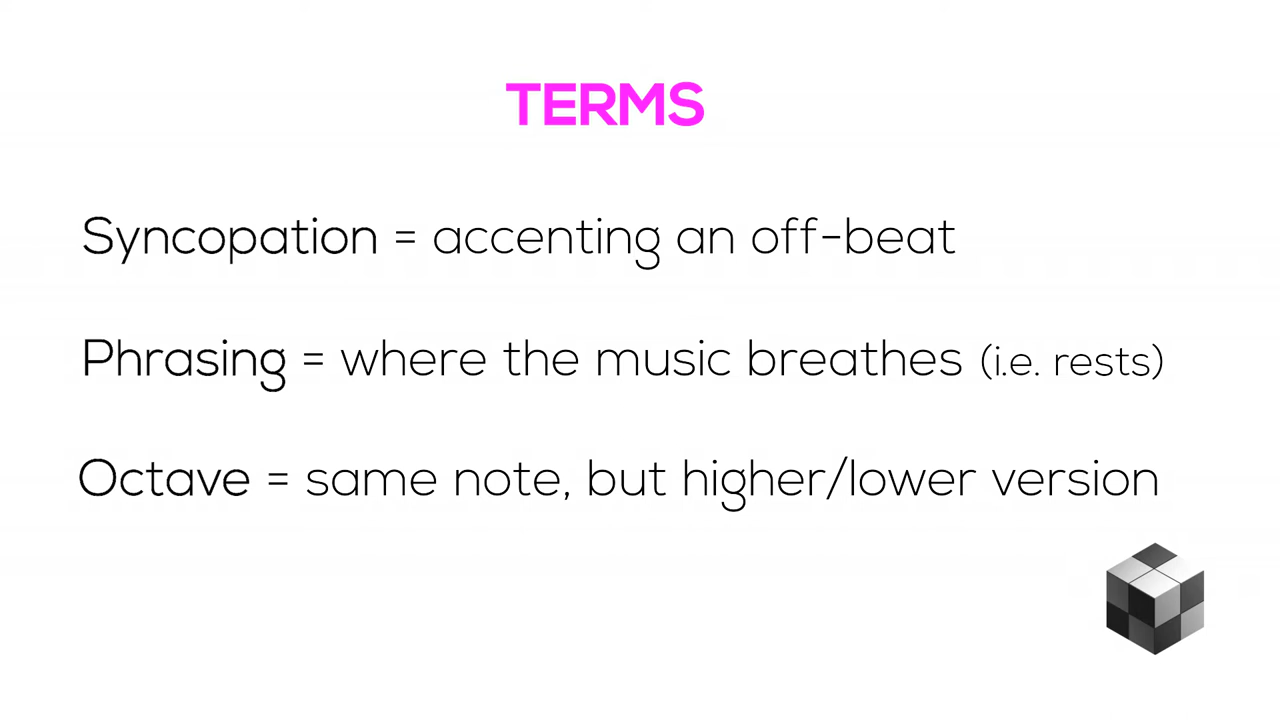 TERMS
Syncopation = accenting an off-beat
Phrasing = where the music breathes (i.e. rests)
Octave = same note, but higher/lower version